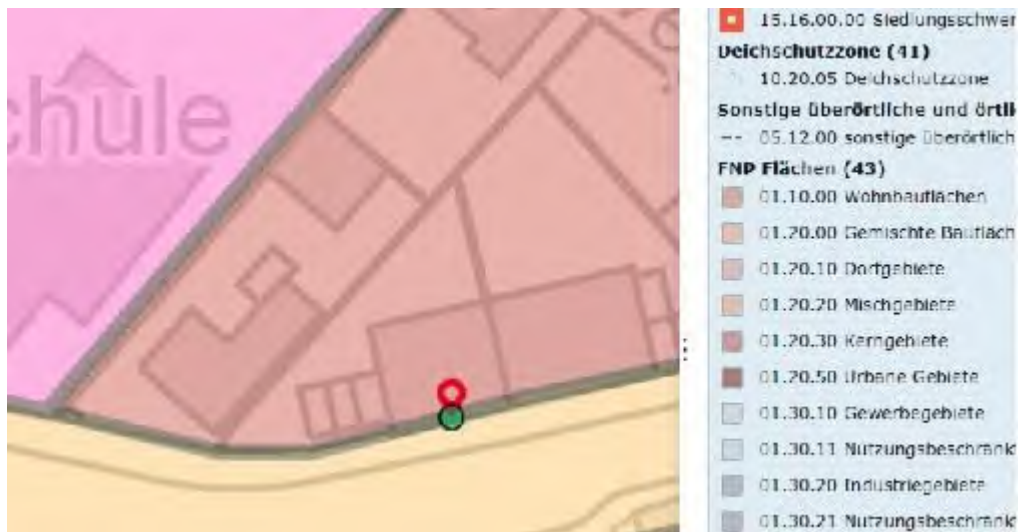 chule
15.16.00.00 Siedlungsschwer
Deichschutzzone (41)
10.20.05 Deichschutzzone
Sonstige überörtliche und örtli
05.12.00 sonstige überörtlich
FNP Flächen (43)
01.10.00 Wohnbauflächen
01.20.00 Gemischte Baufläch
01.20.10 Dorfgebiete
01.20.20 Mischgebiete
01.20.30 Kerngebiete
01.20.50 Urbane Gebiete
01.30.10 Gewerbegebiete
01.30.11 Nutzungsbeschränk
01.30.20 Industriegebiete
01.30.21 Nutzungsbeschränk